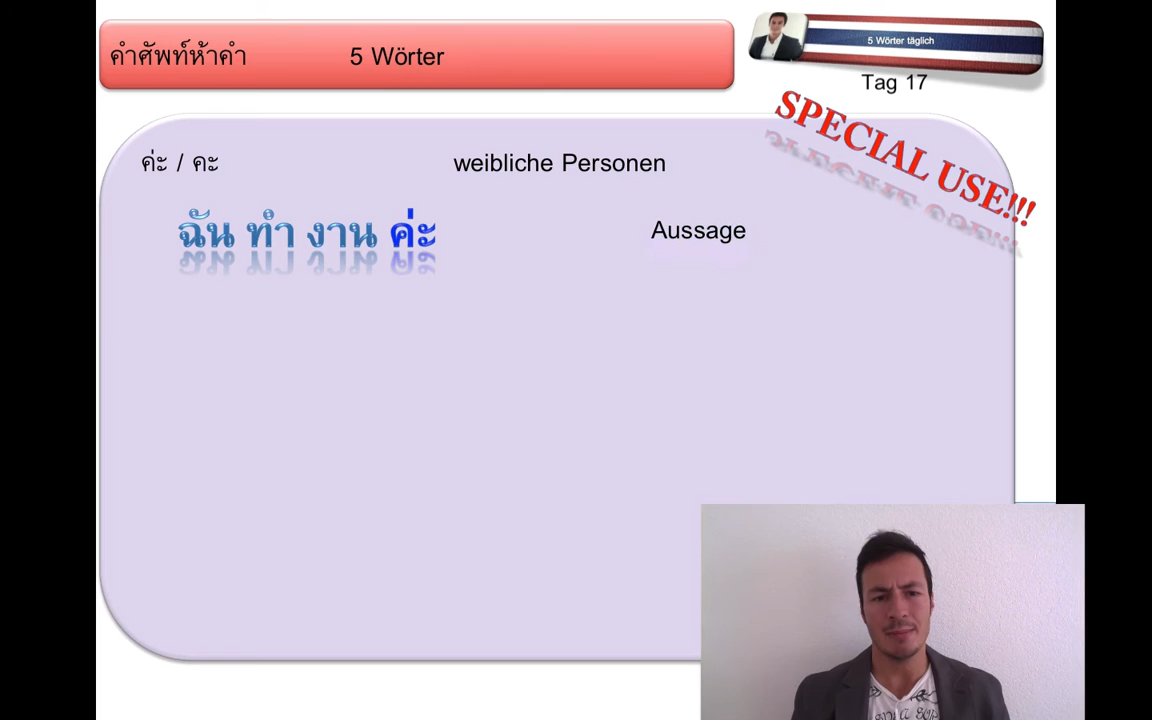 คำศัพท์ห้าคำ 5 Wörter
5 Wörter täglich
Tag 17
SPECIAL USE!!!
ค่ะ / คะ weibliche Personen
ฉัน ทำ งาน ค่ะ Aussage